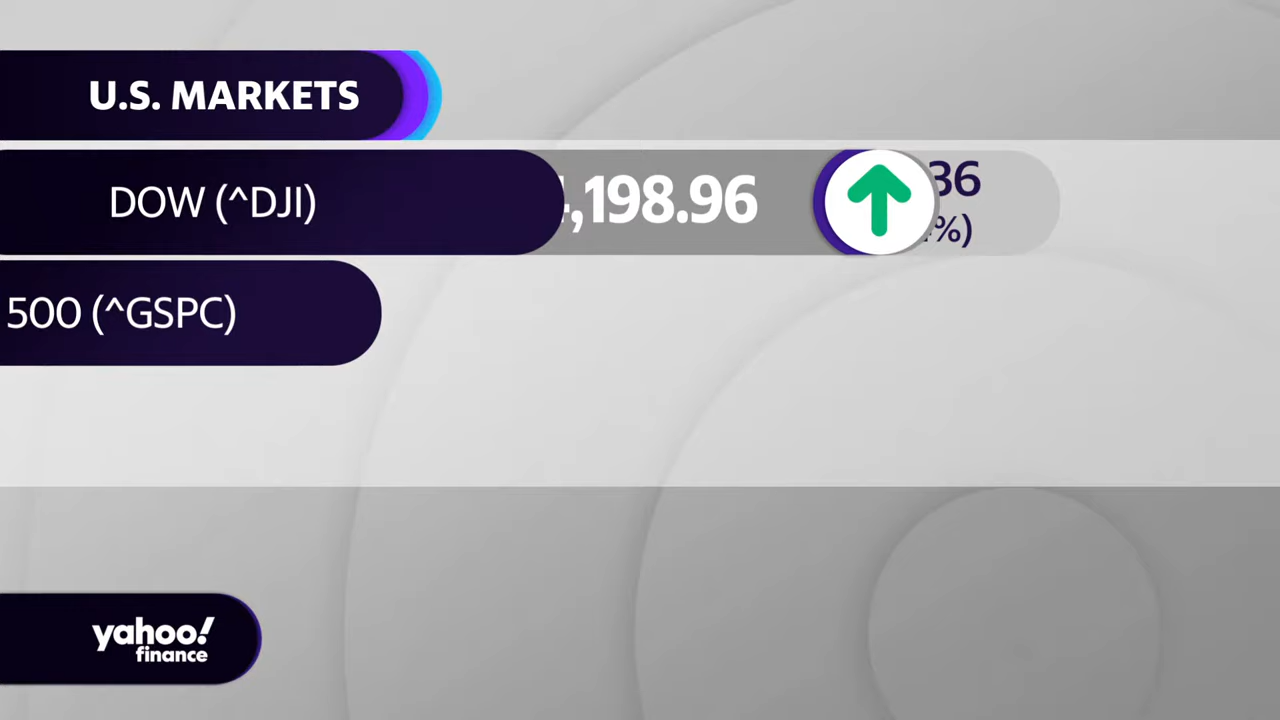 U.S. MARKETS
DOW (^DJI)
,198.96
36
%)
500 (^GSPC)
yahoo!
finance